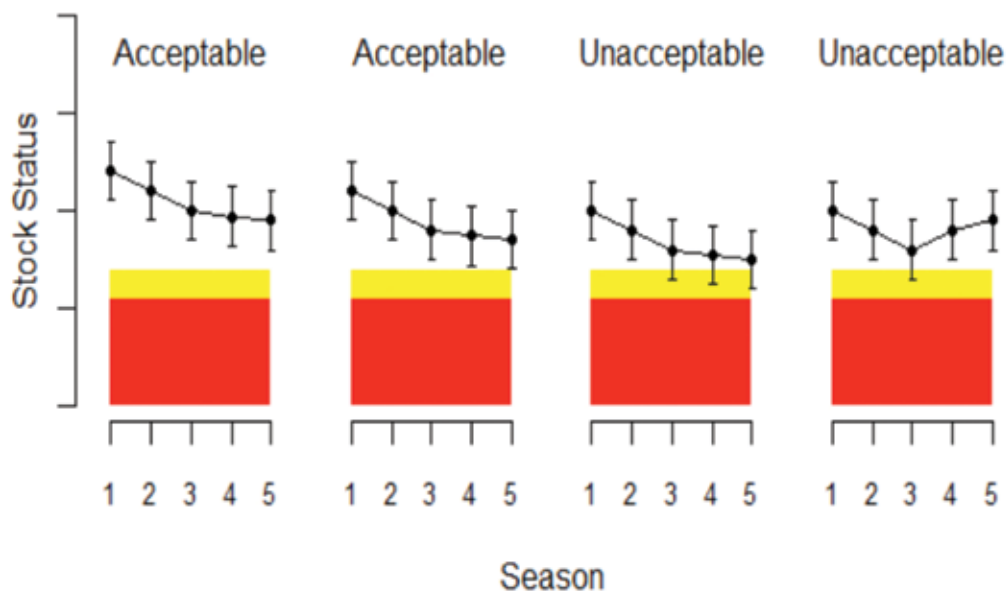 Acceptable
Acceptable
Unacceptable
Unacceptable
Stock Status
1 2 3 4 5
1 2 3 4 5
1 2 3 4 5
1 2 3 4 5
Season